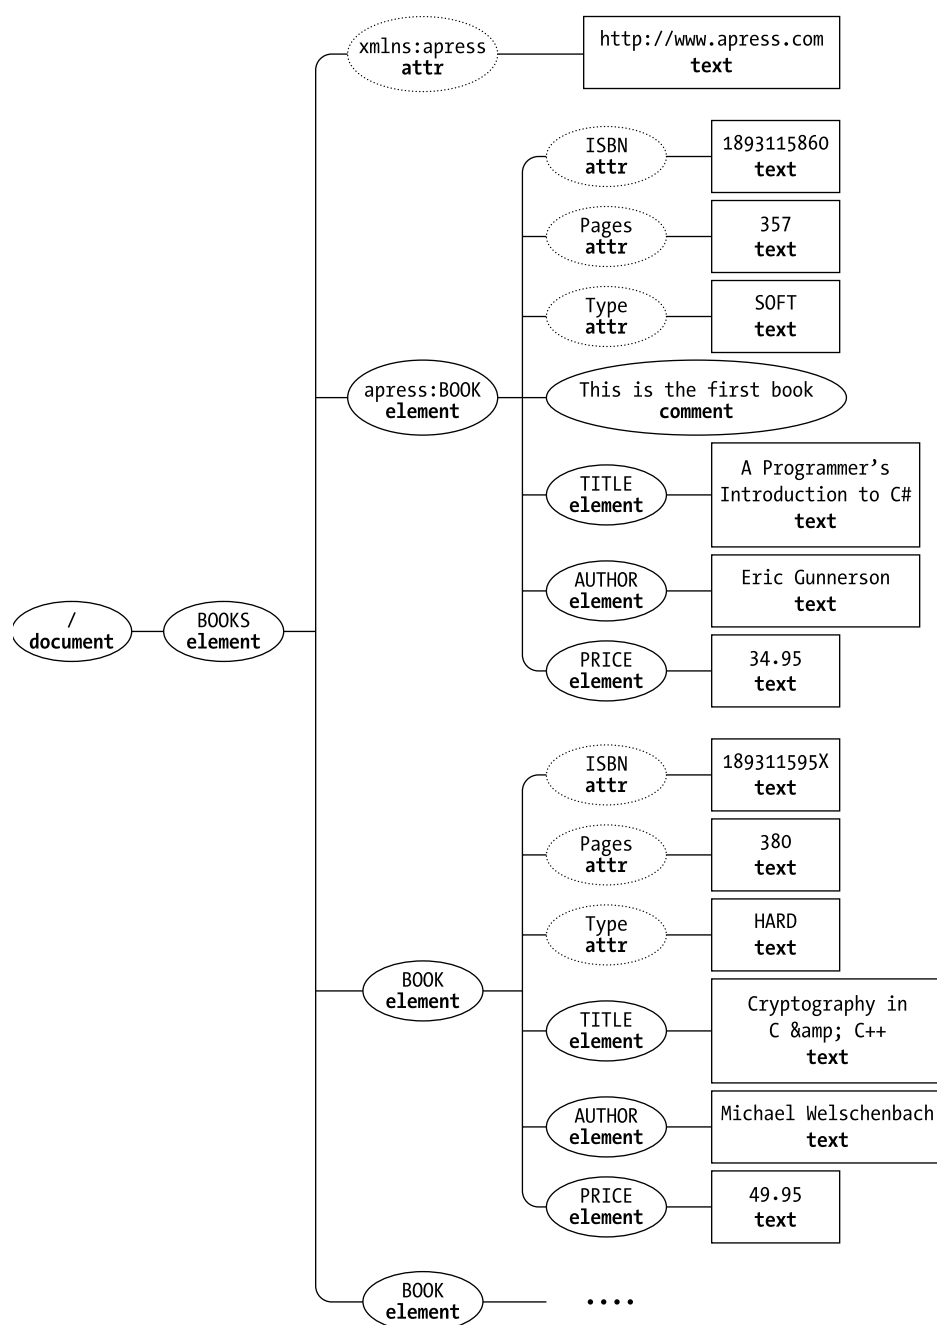 xmlns:apress
attr
http://www.apress.com
text
ISBN
attr
1893115860
text
Pages
attr
357
text
Type
attr
SOFT
text
apress:BOOK
element
This is the first book
comment
TITLE
element
A Programmer’s
Introduction to C#
text
AUTHOR
element
Eric Gunnerson
text
/
document
BOOKS
element
PRICE
element
34.95
text
ISBN
attr
189311595X
text
Pages
attr
380
text
Type
attr
HARD
text
BOOK
element
TITLE
element
Cryptography in
C &amp; C++
text
AUTHOR
element
Michael Welschenbach
text
PRICE
element
49.95
text
BOOK
element
....